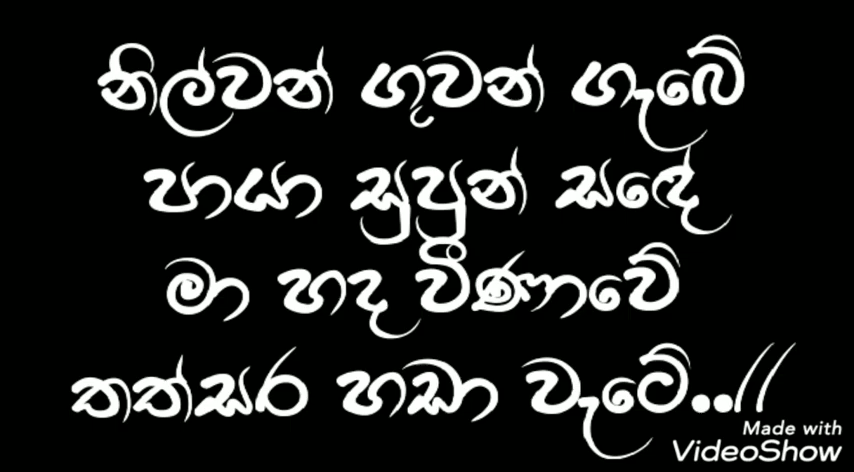 නිල්වන් ගුවන් ගැබේ
පායා සුපුන් සඳේ
මා හද වීණාවේ
තත්සර හඬා වැටේ..//
Made with
VideoShow